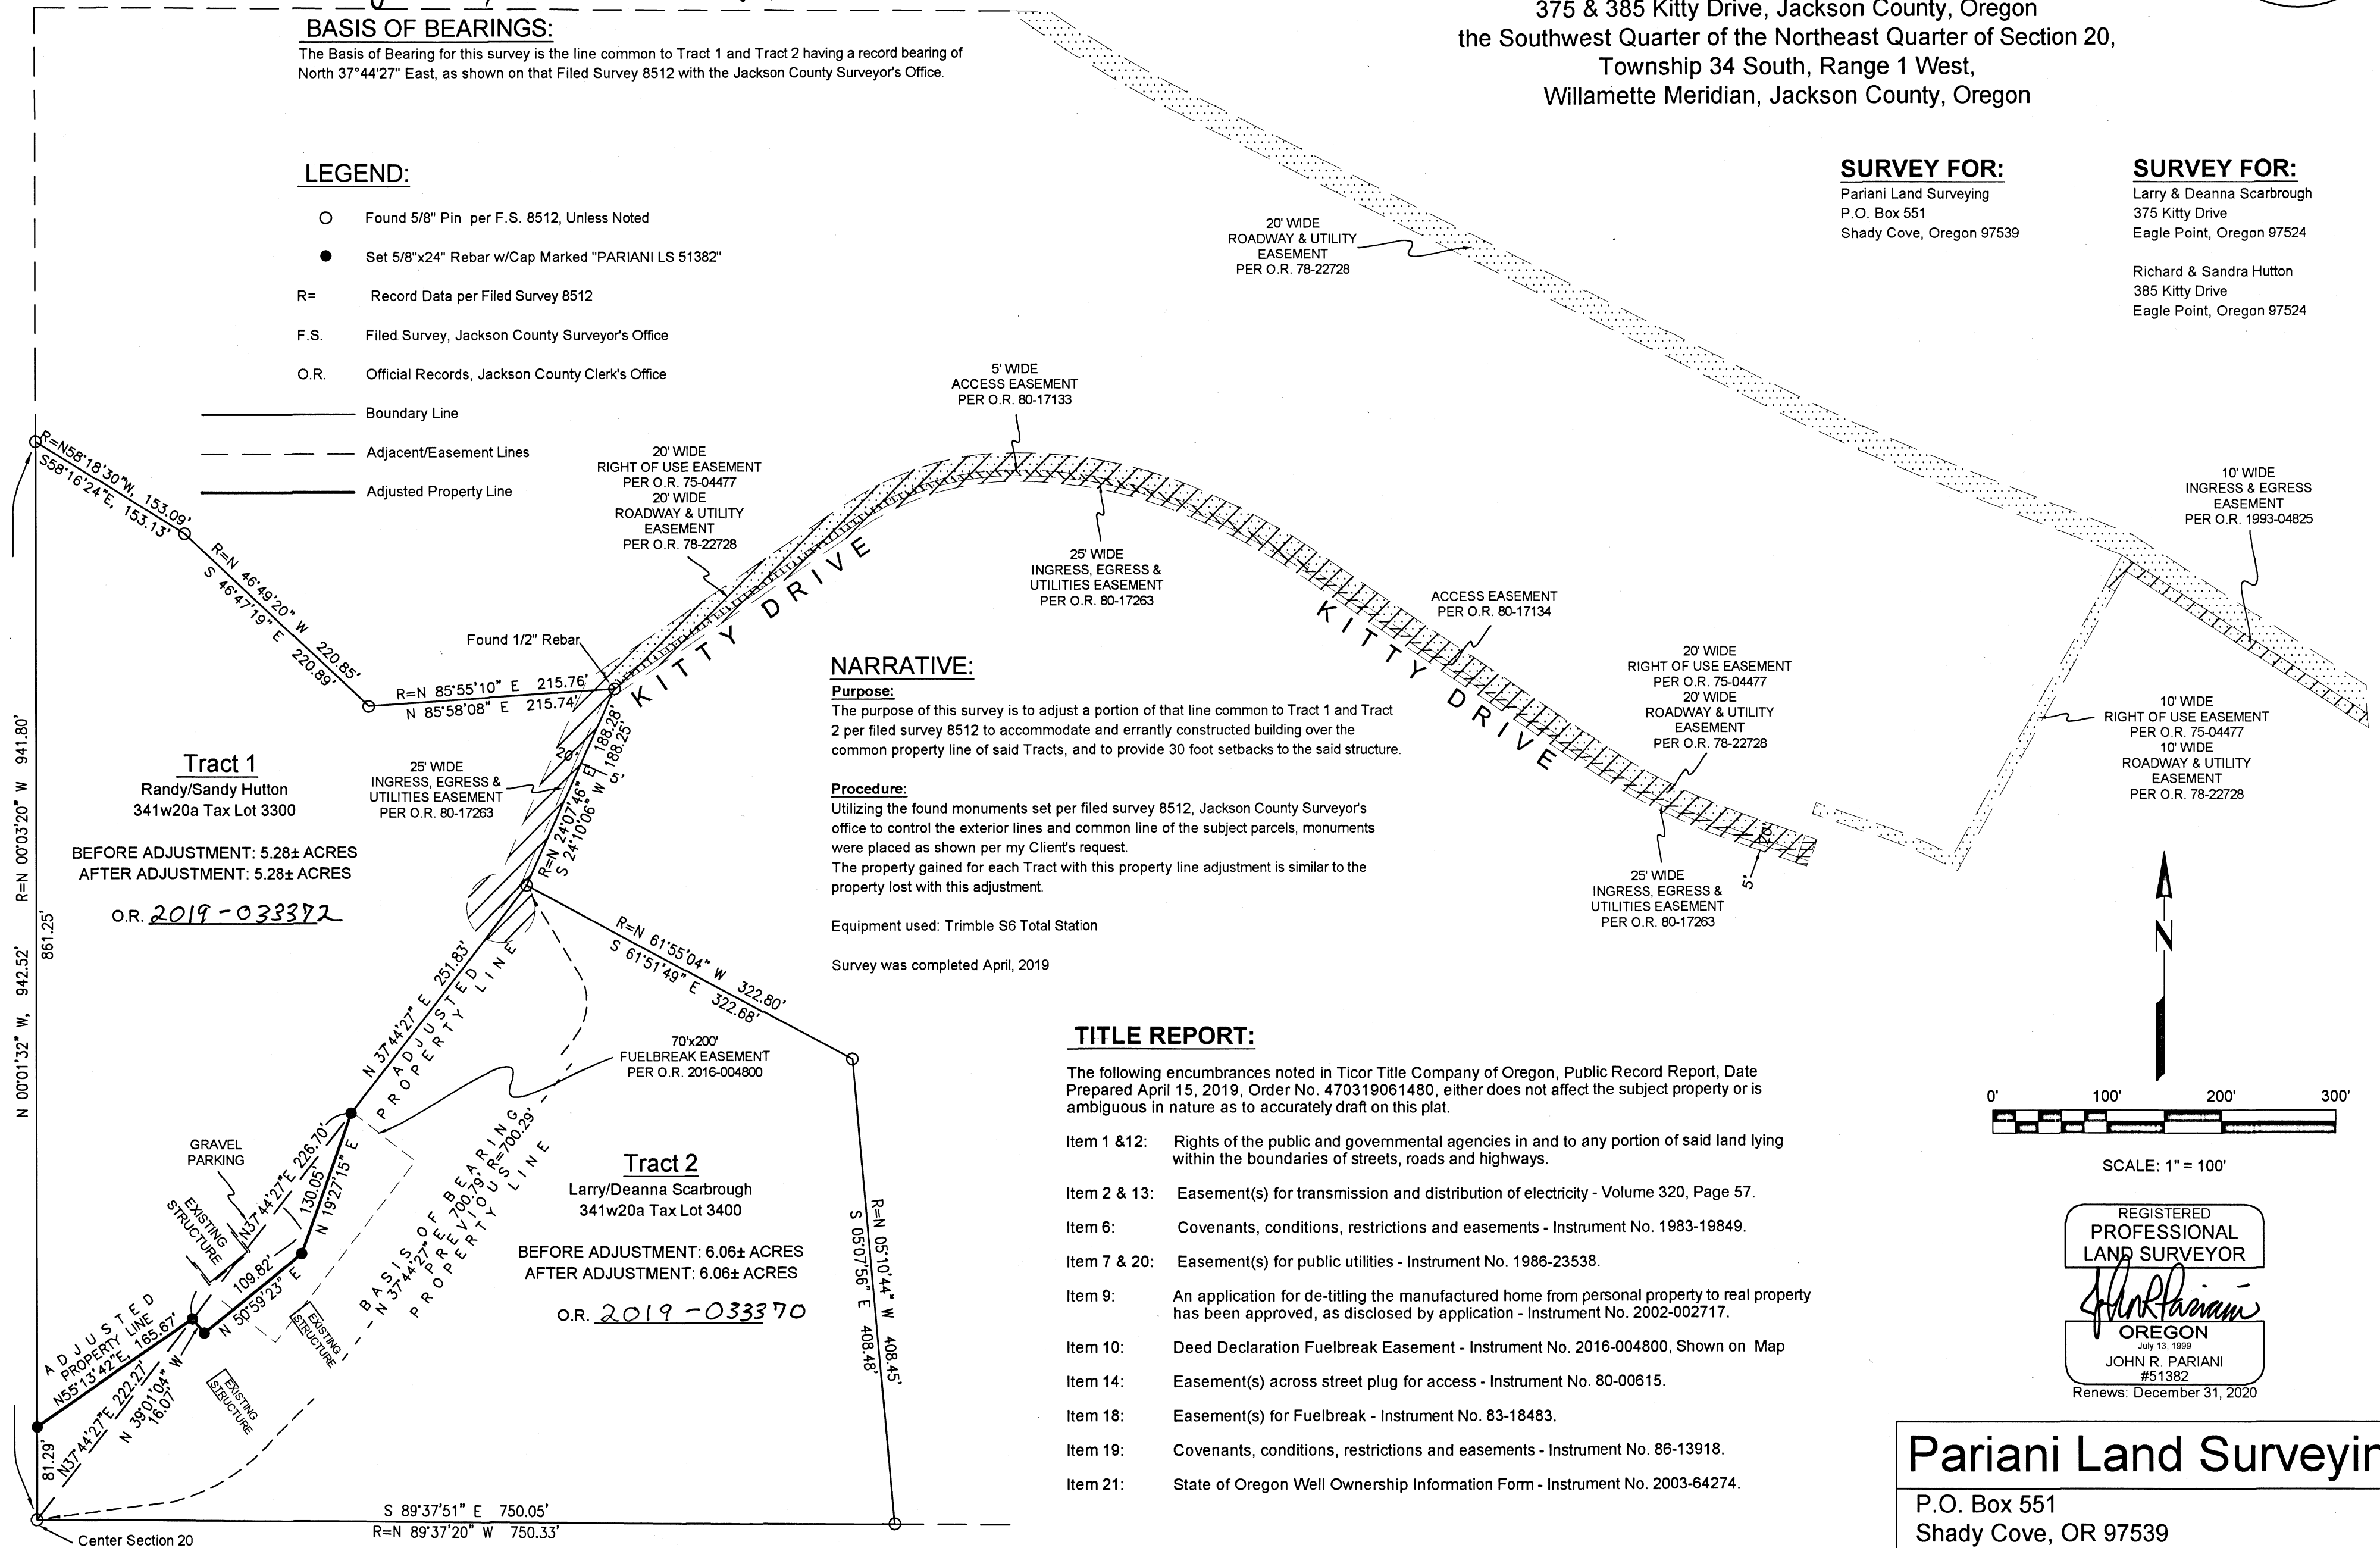 375 & 385 Kitty Drive, Jackson County, Oregon
the Southwest Quarter of the Northeast Quarter of Section 20,
Township 34 South, Range 1 West,
Willamette Meridian, Jackson County, Oregon
BASIS OF BEARINGS:
The Basis of Bearing for this survey is the line common to Tract 1 and Tract 2 having a record bearing of
North 37°44'27" East, as shown on that Filed Survey 8512 with the Jackson County Surveyor's Office.
LEGEND:
Found 5/8" Pin per F.S. 8512, Unless Noted
Set 5/8"x24" Rebar w/Cap Marked "PARIANI LS 51382"
R= Record Data per Filed Survey 8512
F.S. Filed Survey, Jackson County Surveyor's Office
O.R. Official Records, Jackson County Clerk's Office
Boundary Line
Adjacent/Easement Lines
Adjusted Property Line
SURVEY FOR:
Pariani Land Surveying
P.O. Box 551
Shady Cove, Oregon 97539
SURVEY FOR:
Larry & Deanna Scarbrough
375 Kitty Drive
Eagle Point, Oregon 97524
Richard & Sandra Hutton
385 Kitty Drive
Eagle Point, Oregon 97524
20' WIDE
ROADWAY & UTILITY
EASEMENT
PER O.R. 78-22728
5' WIDE
ACCESS EASEMENT
PER O.R. 80-17133
20' WIDE
RIGHT OF USE EASEMENT
PER O.R. 75-04477
20' WIDE
ROADWAY & UTILITY
EASEMENT
PER O.R. 78-22728
10' WIDE
INGRESS & EGRESS
EASEMENT
PER O.R. 1993-04825
25' WIDE
INGRESS, EGRESS &
UTILITIES EASEMENT
PER O.R. 80-17263
ACCESS EASEMENT
PER O.R. 80-17134
20' WIDE
RIGHT OF USE EASEMENT
PER O.R. 75-04477
20' WIDE
ROADWAY & UTILITY
EASEMENT
PER O.R. 78-22728
10' WIDE
RIGHT OF USE EASEMENT
PER O.R. 75-04477
10' WIDE
ROADWAY & UTILITY
EASEMENT
PER O.R. 78-22728
25' WIDE
INGRESS, EGRESS &
UTILITIES EASEMENT
PER O.R. 80-17263
20'
5'
KITTY DRIVE
KITTY DRIVE
R=N58°18'30"W, 153.09'
S58°16'24"E, 153.13'
R=N 46°49'20" W 220.85'
S 46°47'19" E 220.89'
Found 1/2" Rebar
R=N 85°55'10" E 215.76'
N 85°58'08" E 215.74'
20'
5'
R=N 24°07'46" E 188.28'
S 24°10'06" W 188.25'
25' WIDE
INGRESS, EGRESS &
UTILITIES EASEMENT
PER O.R. 80-17263
Tract 1
Randy/Sandy Hutton
341w20a Tax Lot 3300
BEFORE ADJUSTMENT: 5.28± ACRES
AFTER ADJUSTMENT: 5.28± ACRES
O.R. 2019-033372
N 00°01'32" W, 942.52' R=N 00°03'20" W 941.80'
861.25'
NARRATIVE:
Purpose:
The purpose of this survey is to adjust a portion of that line common to Tract 1 and Tract
2 per filed survey 8512 to accommodate and errantly constructed building over the
common property line of said Tracts, and to provide 30 foot setbacks to the said structure.
Procedure:
Utilizing the found monuments set per filed survey 8512, Jackson County Surveyor's
office to control the exterior lines and common line of the subject parcels, monuments
were placed as shown per my Client's request.
The property gained for each Tract with this property line adjustment is similar to the
property lost with this adjustment.
Equipment used: Trimble S6 Total Station
Survey was completed April, 2019
R=N 61°55'04" W 322.80'
S 61°51'49" E 322.68'
N 37°44'27" E 251.83'
ADJUSTED
PROPERTY LINE
70'x200'
FUELBREAK EASEMENT
PER O.R. 2016-004800
GRAVEL
PARKING
EXISTING
STRUCTURE
N37°44'27"E 226.70'
130.05'
N 19°27'15" E
109.82'
N 50°59'23" E
EXISTING
STRUCTURE
EXISTING
STRUCTURE
BASIS OF BEARING
N 37°44'27" E 700.79' R=700.29'
PREVIOUS
PROPERTY LINE
ADJUSTED
PROPERTY LINE
N55°13'42"E, 165.67'
N37°44'27"E 222.27'
N 39°01'04" W
16.07'
81.29'
Tract 2
Larry/Deanna Scarbrough
341w20a Tax Lot 3400
BEFORE ADJUSTMENT: 6.06± ACRES
AFTER ADJUSTMENT: 6.06± ACRES
O.R. 2019-033370
R=N 05°10'44" W 408.45'
S 05°07'56" E 408.48'
S 89°37'51" E 750.05'
R=N 89°37'20" W 750.33'
Center Section 20
TITLE REPORT:
The following encumbrances noted in Ticor Title Company of Oregon, Public Record Report, Date
Prepared April 15, 2019, Order No. 470319061480, either does not affect the subject property or is
ambiguous in nature as to accurately draft on this plat.
Item 1 &12: Rights of the public and governmental agencies in and to any portion of said land lying
within the boundaries of streets, roads and highways.
Item 2 & 13: Easement(s) for transmission and distribution of electricity - Volume 320, Page 57.
Item 6: Covenants, conditions, restrictions and easements - Instrument No. 1983-19849.
Item 7 & 20: Easement(s) for public utilities - Instrument No. 1986-23538.
Item 9: An application for de-titling the manufactured home from personal property to real property
has been approved, as disclosed by application - Instrument No. 2002-002717.
Item 10: Deed Declaration Fuelbreak Easement - Instrument No. 2016-004800, Shown on Map
Item 14: Easement(s) across street plug for access - Instrument No. 80-00615.
Item 18: Easement(s) for Fuelbreak - Instrument No. 83-18483.
Item 19: Covenants, conditions, restrictions and easements - Instrument No. 86-13918.
Item 21: State of Oregon Well Ownership Information Form - Instrument No. 2003-64274.
N
0' 100' 200' 300'
SCALE: 1" = 100'
REGISTERED
PROFESSIONAL
LAND SURVEYOR
John R Pariani
OREGON
July 13, 1999
JOHN R. PARIANI
#51382
Renews: December 31, 2020
Pariani Land Surveyin
P.O. Box 551
Shady Cove, OR 97539